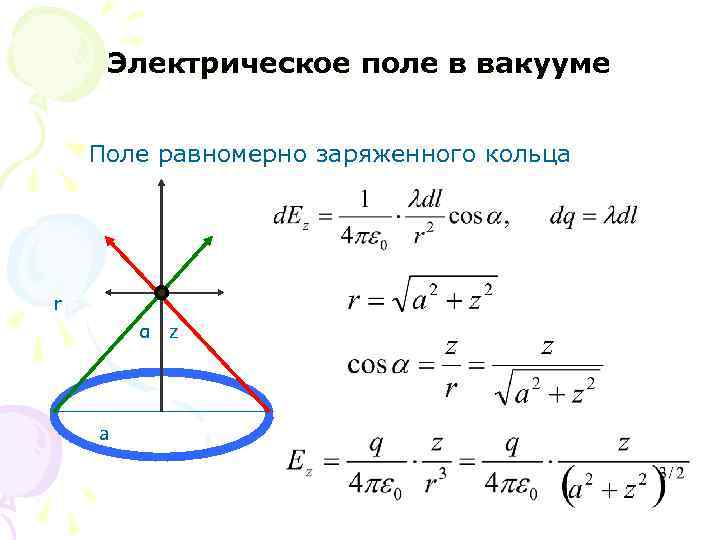 Электрическое поле в вакууме
Поле равномерно заряженного кольца
dE_z = 1/(4πε₀) · λdl/r² cos α, dq = λdl
r
r = √(a² + z²)
α z
cos α = z/r = z/√(a² + z²)
a
E_z = q/(4πε₀) · z/r³ = q/(4πε₀) · z/(a² + z²)^(3/2)